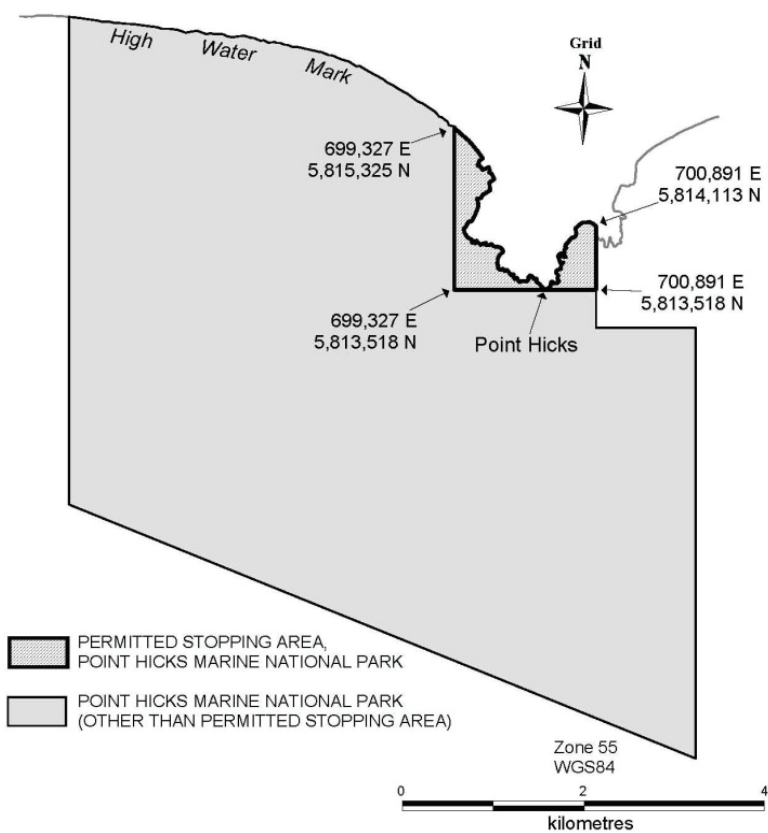 High Water Mark
Grid
N
699,327 E
5,815,325 N
700,891 E
5,814,113 N
699,327 E
5,813,518 N
700,891 E
5,813,518 N
Point Hicks
PERMITTED STOPPING AREA,
POINT HICKS MARINE NATIONAL PARK
POINT HICKS MARINE NATIONAL PARK
(OTHER THAN PERMITTED STOPPING AREA)
Zone 55
WGS84
0 2 4
kilometres